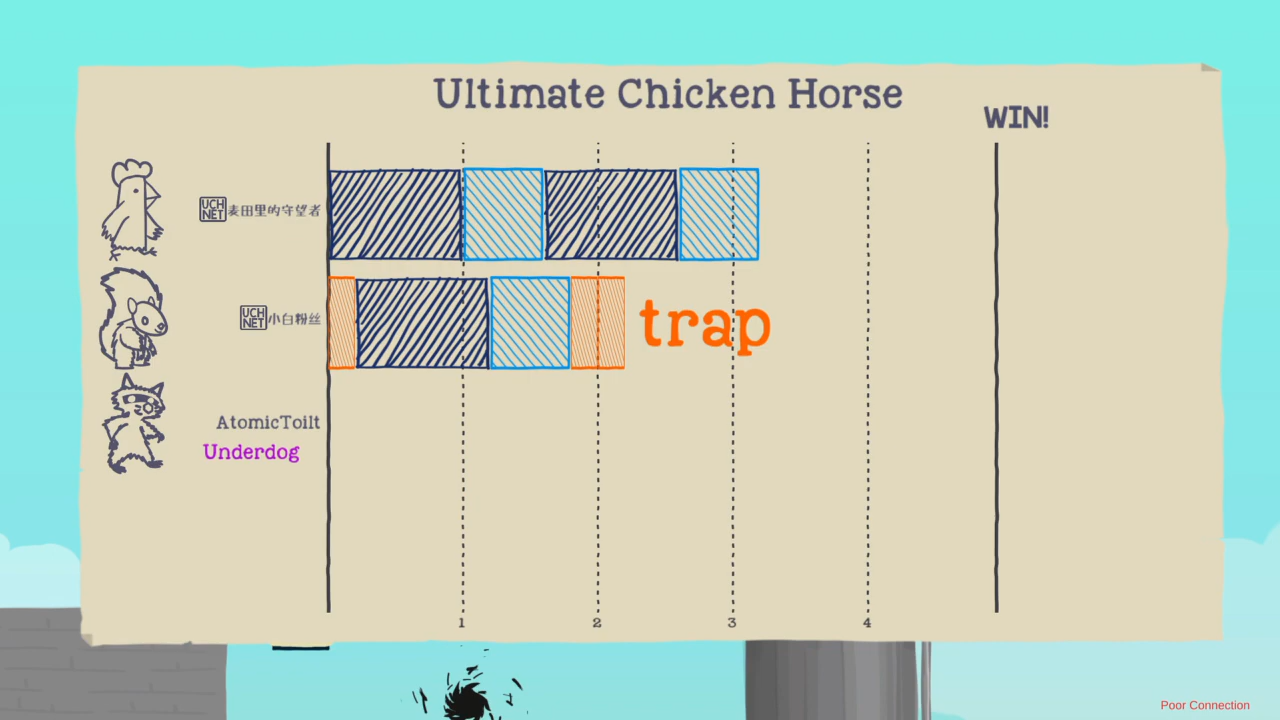 Ultimate Chicken Horse
WIN!
UCH NET 麦田里的守望者
UCH NET 小白粉丝
trap
AtomicToilt
Underdog
1 2 3 4
Poor Connection